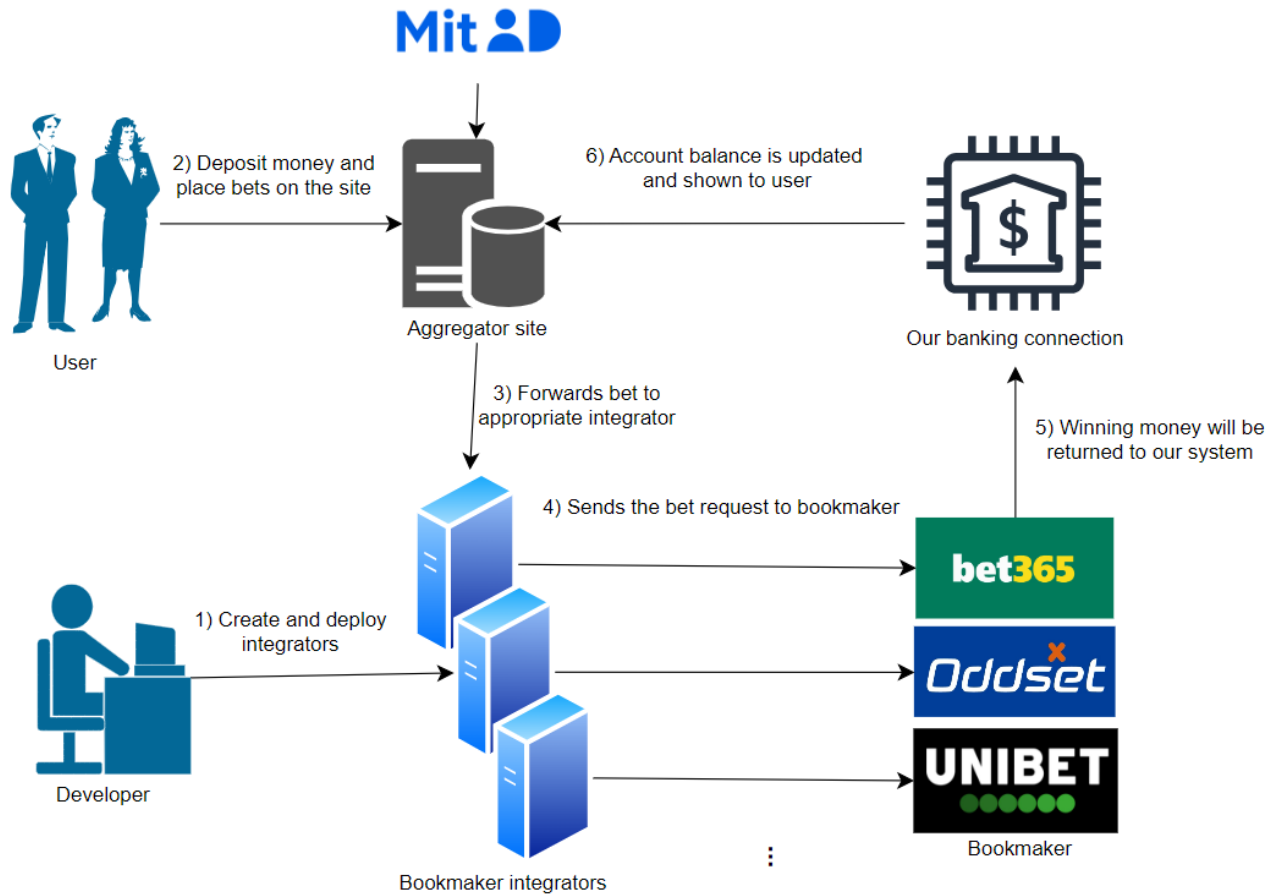 Mit
2) Deposit money and
place bets on the site
6) Account balance is updated
and shown to user
$
Aggregator site
Our banking connection
User
3) Forwards bet to
appropriate integrator
5) Winning money will be
returned to our system
4) Sends the bet request to bookmaker
bet365
1) Create and deploy
integrators
Oddset
UNIBET
Developer
Bookmaker
Bookmaker integrators